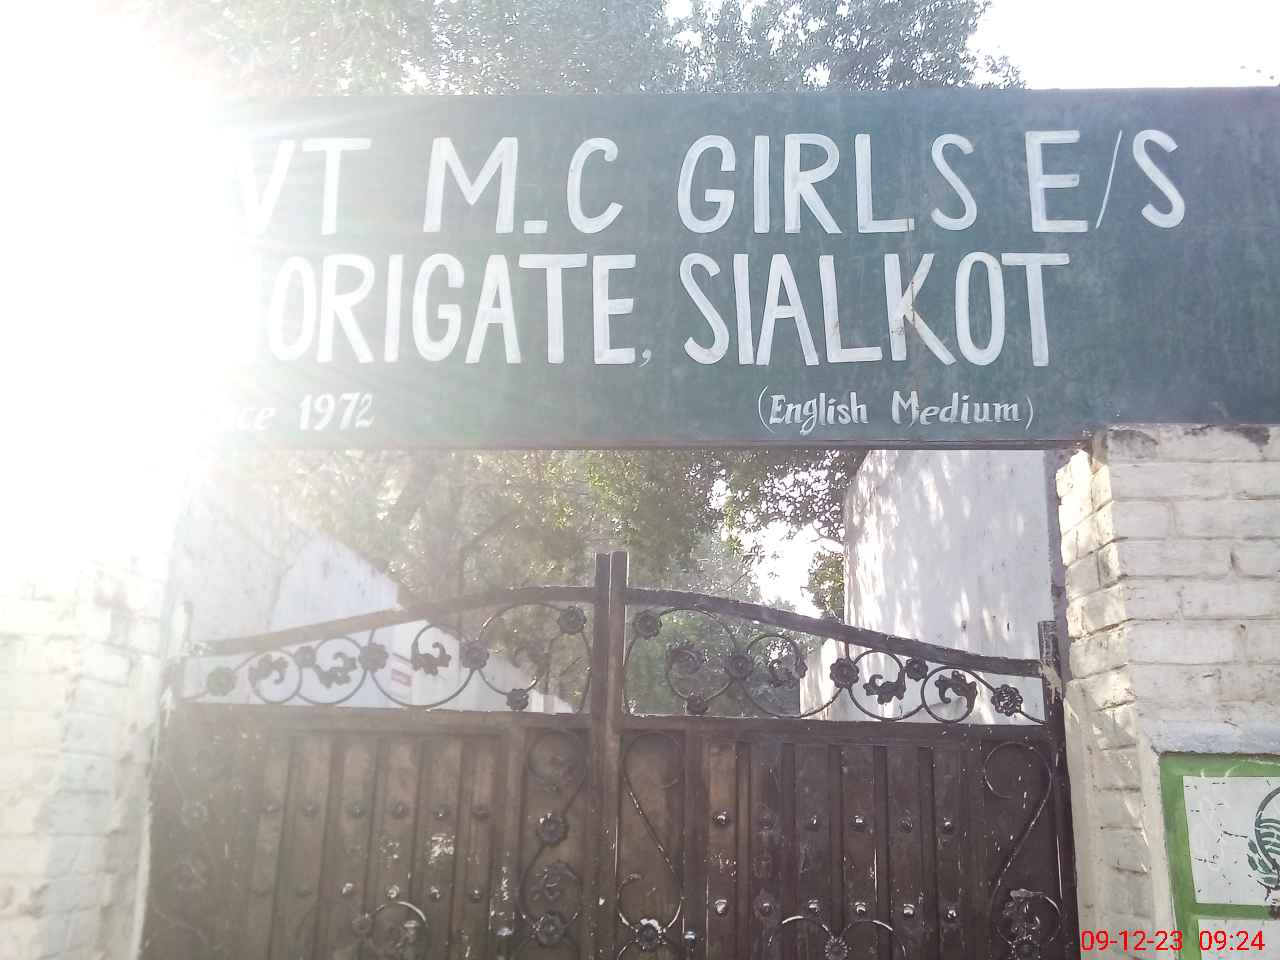 VT M.C GIRLS E/S
ORIGATE, SIALKOT
1972 (English Medium)
09-12-23 09:24